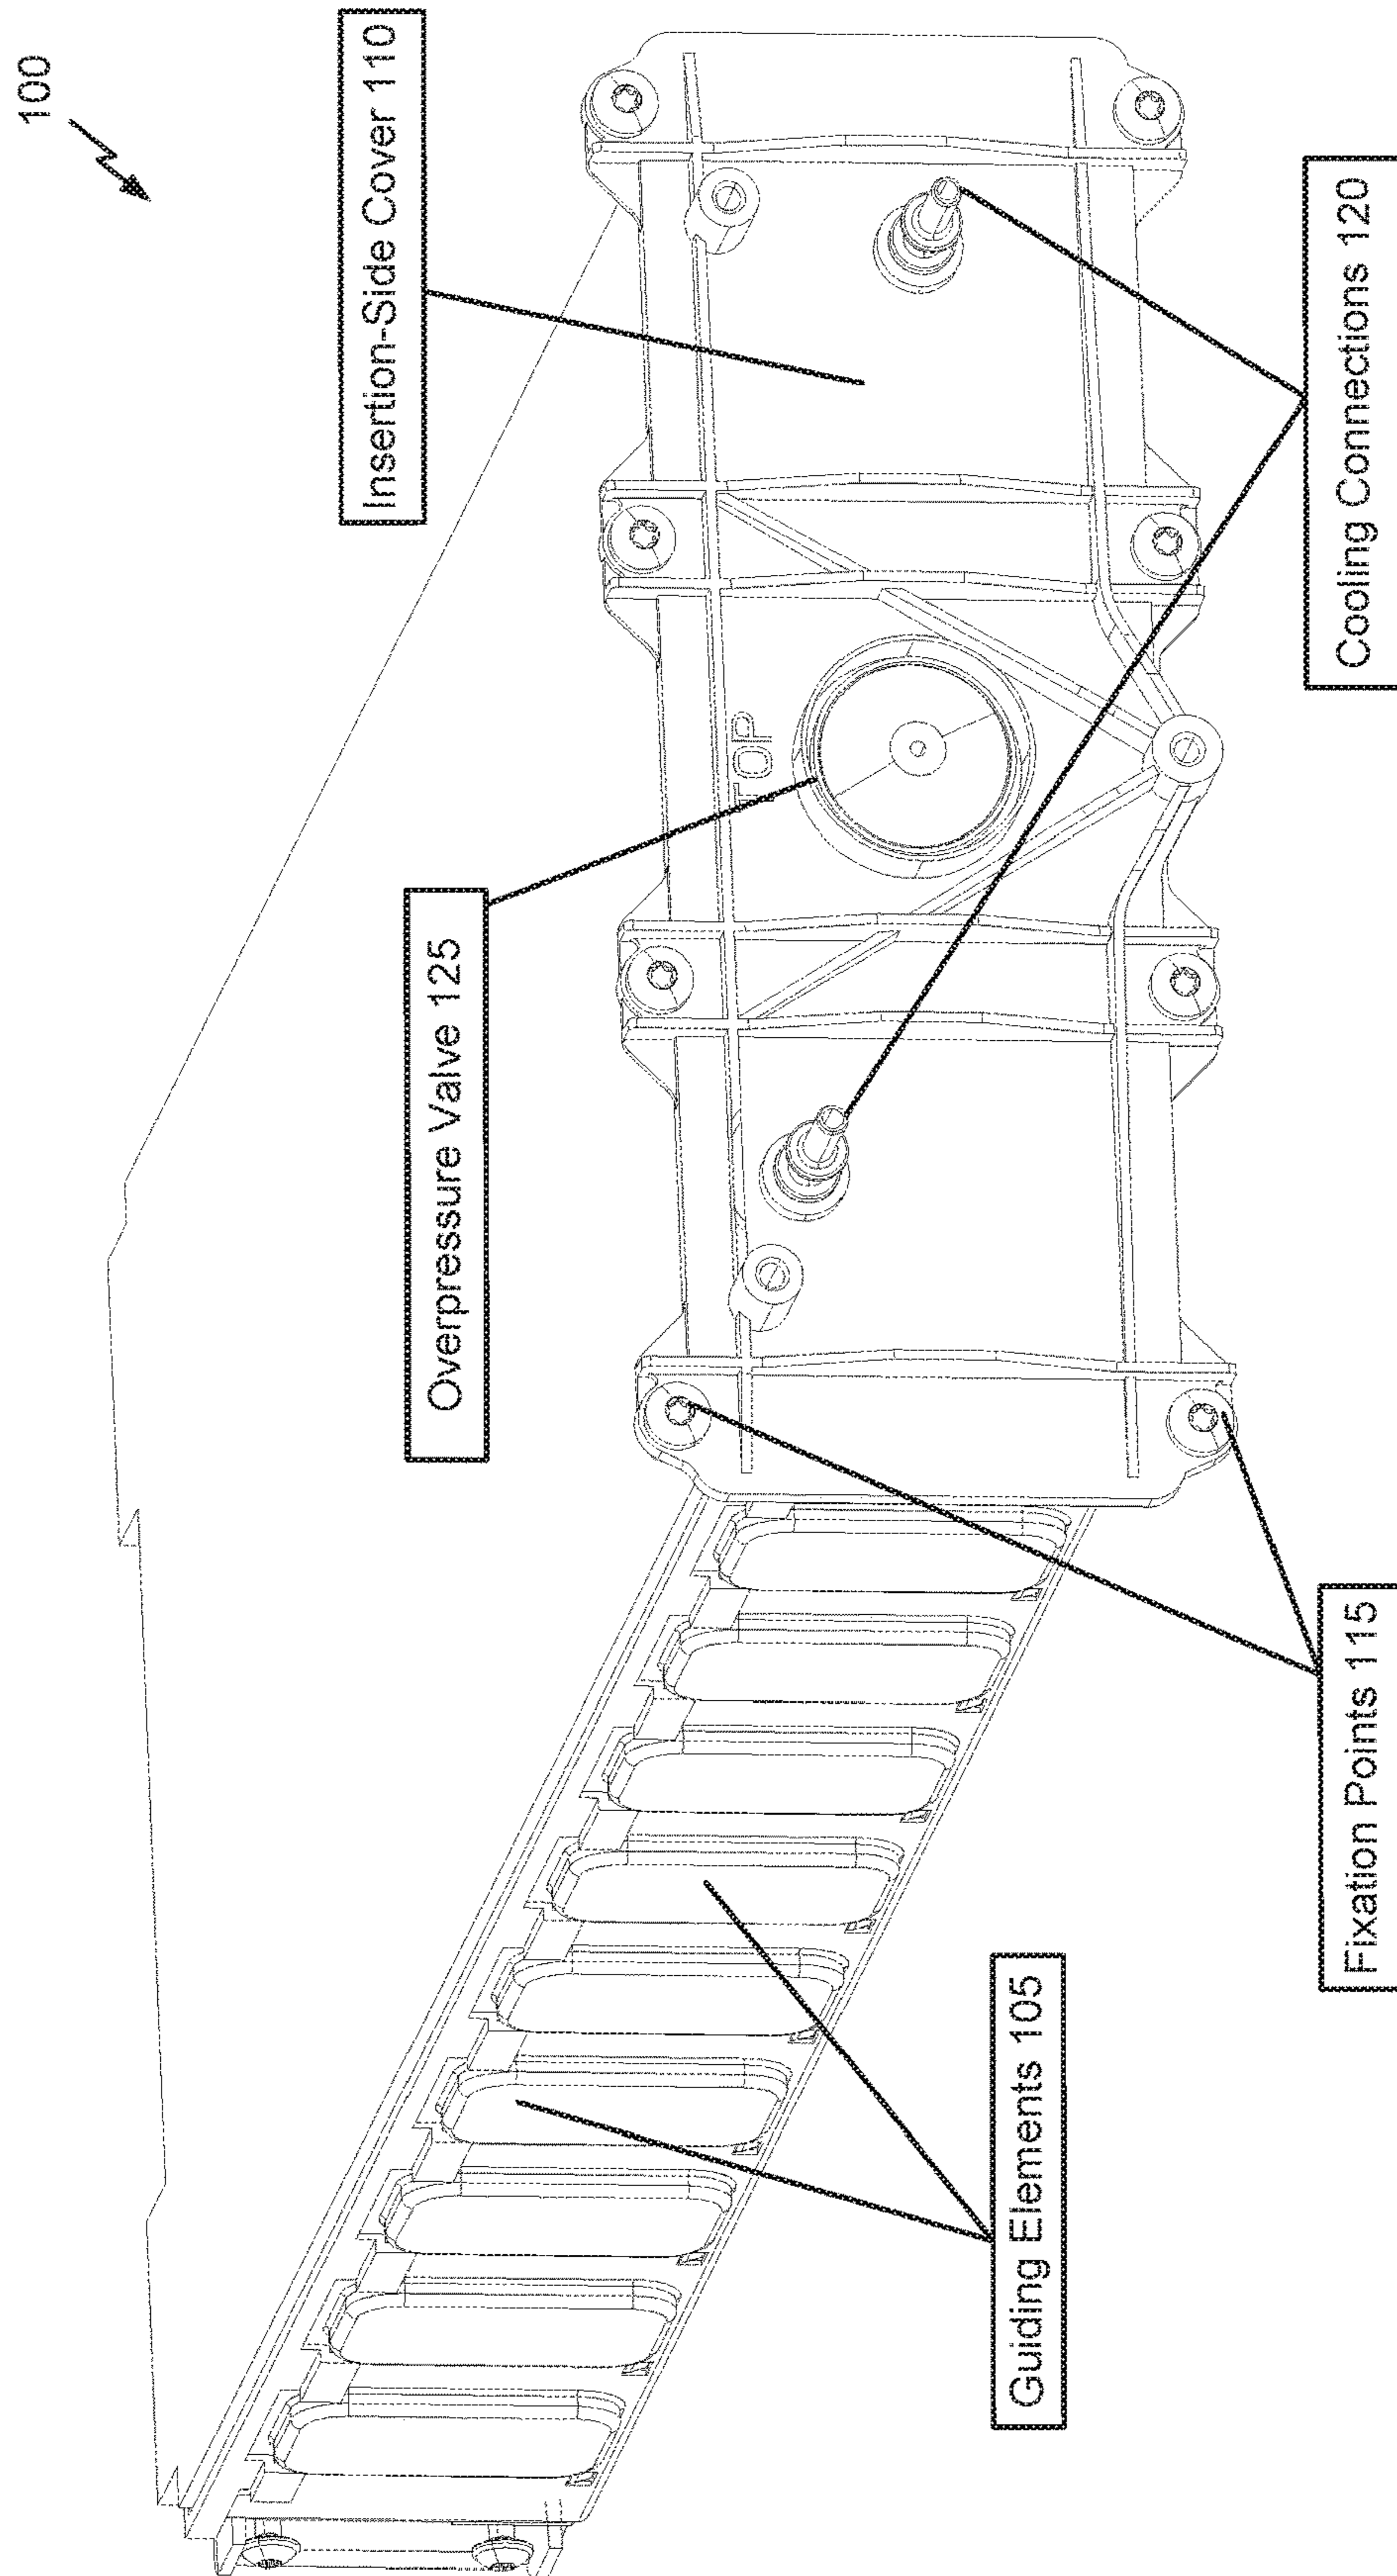 100
Insertion-Side Cover 110
Overpressure Valve 125
TOP
Cooling Connections 120
Fixation Points 115
Guiding Elements 105